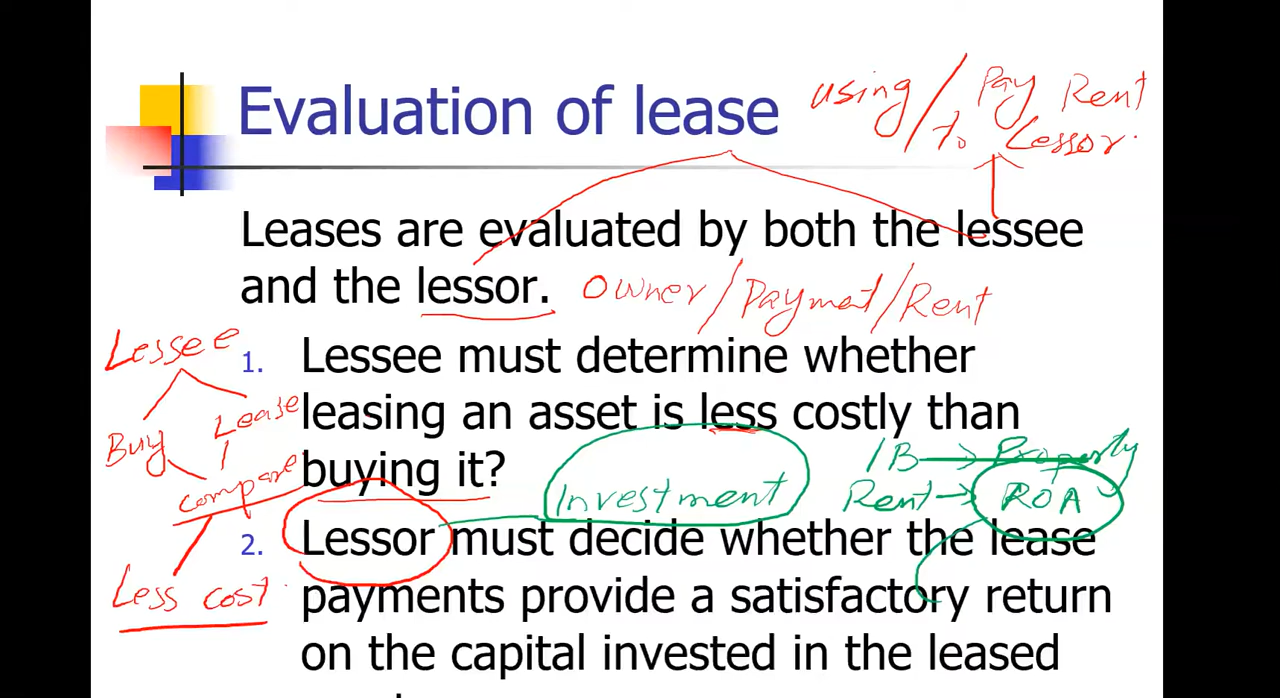 Evaluation of lease
using / Pay Rent
to Lessor.
Leases are evaluated by both the lessee
and the lessor.
Owner/Payment/Rent
Lessee
1. Lessee must determine whether
leasing an asset is less costly than
buying it?
Buy
Lease
compare
Less cost
Investment
1B → Property
Rent → ROA
2. Lessor must decide whether the lease
payments provide a satisfactory return
on the capital invested in the leased